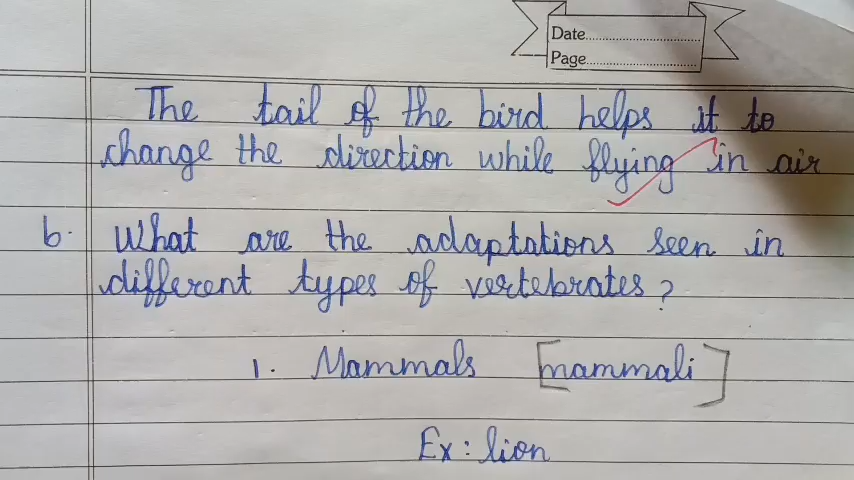 Date
Page
The tail of the bird helps it to
change the direction while flying in air
b. What are the adaptations seen in
different types of vertebrates?
1. Mammals [mammali]
Ex: lion